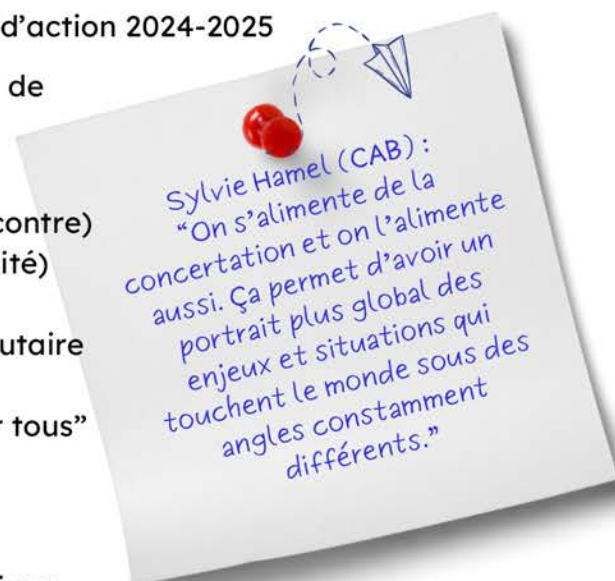 d’action 2024-2025
de
contre)
ité)
utaire
r tous”
Sylvie Hamel (CAB) :
“On s’alimente de la
concertation et on l’alimente
aussi. Ça permet d’avoir un
portrait plus global des
enjeux et situations qui
touchent le monde sous des
angles constamment
différents.”